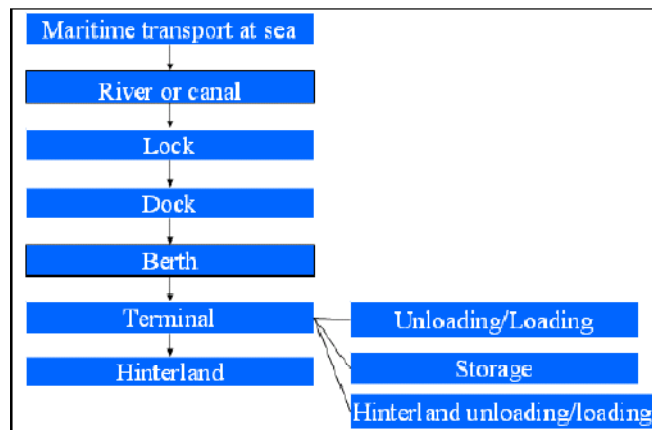 Maritime transport at sea
River or canal
Lock
Dock
Berth
Terminal
Unloading/Loading
Hinterland
Storage
Hinterland unloading/loading